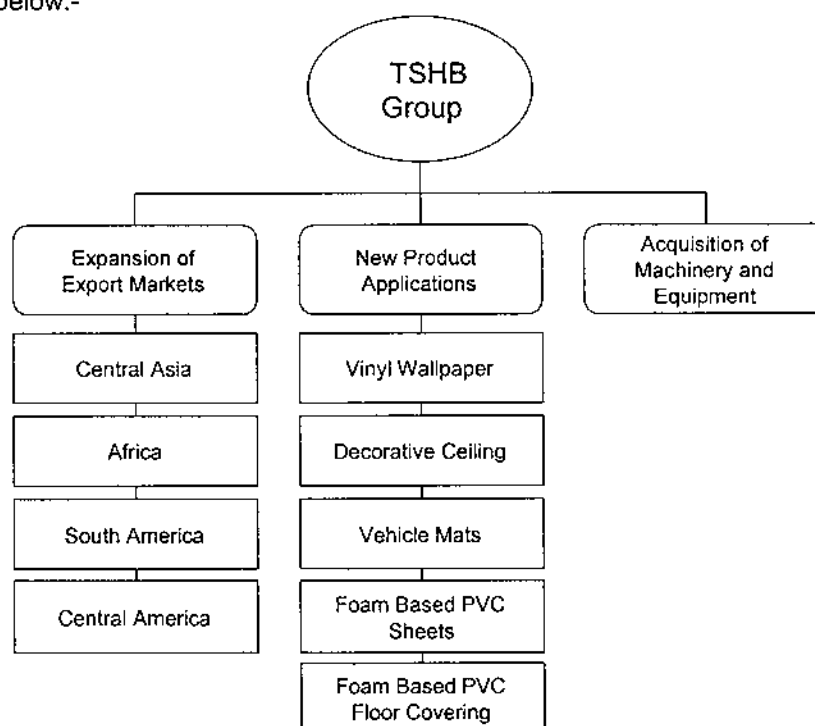 below:-
TSHB
Group
Expansion of
Export Markets
New Product
Applications
Acquisition of
Machinery and
Equipment
Central Asia
Vinyl Wallpaper
Africa
Decorative Ceiling
South America
Vehicle Mats
Central America
Foam Based PVC
Sheets
Foam Based PVC
Floor Covering